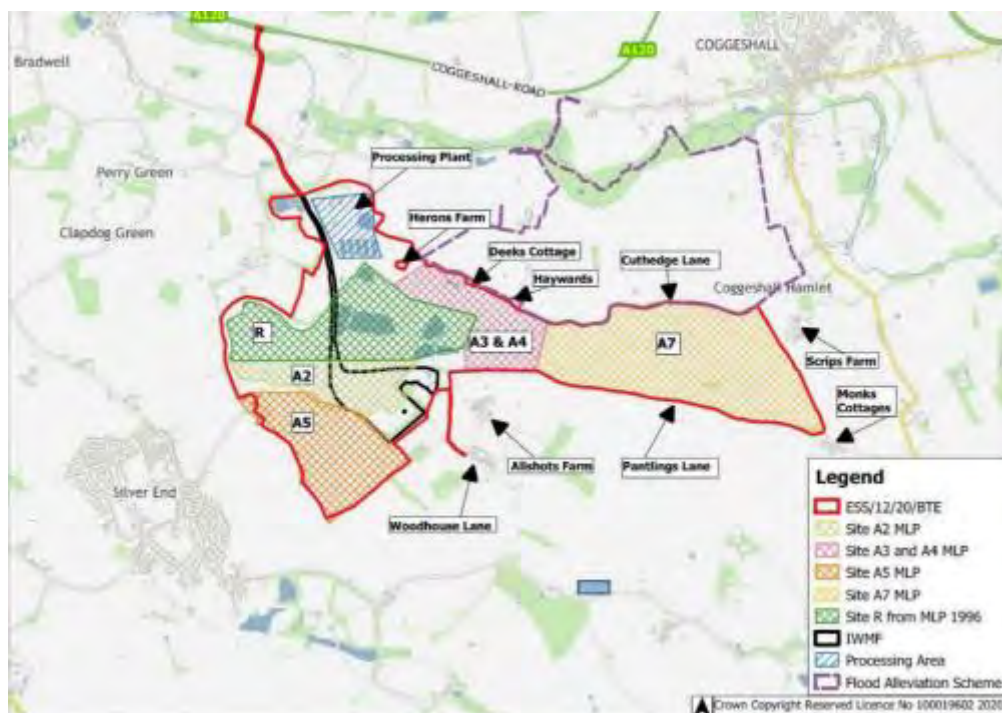 A120
A120
Bradwell
COGGESHALL
COGGESHALL ROAD
Processing Plant
Perry Green
Herons Farm
Clapdog Green
Deeks Cottage
Cuthedge Lane
Haywards
Coggeshall Hamlet
R
A3 & A4
A7
Scrips Farm
A2
Monks
Cottages
A5
Allshots Farm
Pantlings Lane
Silver End
Woodhouse Lane
Legend
ESS/12/20/BTE
Site A2 MLP
Site A3 and A4 MLP
Site A5 MLP
Site A7 MLP
Site R from MLP 1996
IWMF
Processing Area
Flood Alleviation Scheme
Crown Copyright Reserved Licence No 100019602 2020